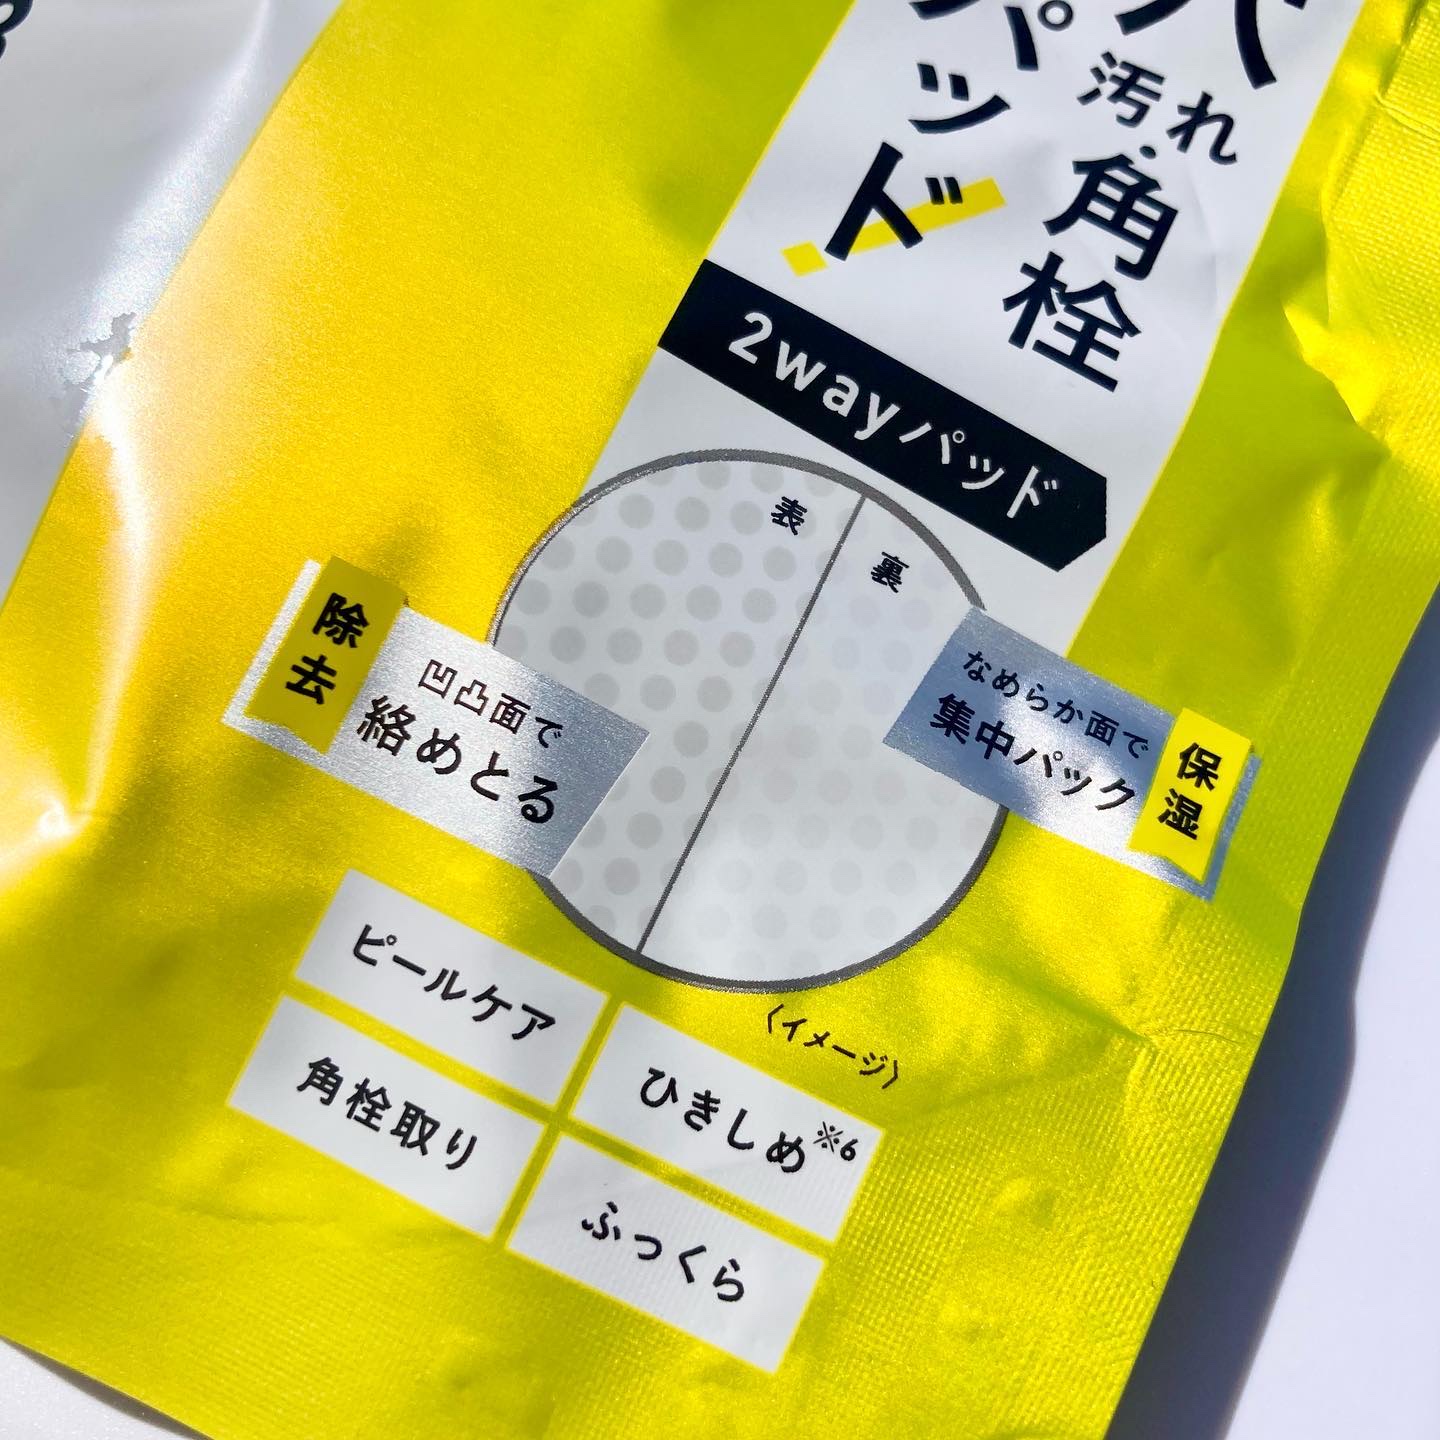 汚れ・角栓
パッド
2wayパッド
表
裏
除去
凹凸面で
絡めとる
なめらか面で
集中パック
保湿
〈イメージ〉
ピールケア
ひきしめ※6
角栓取り
ふっくら